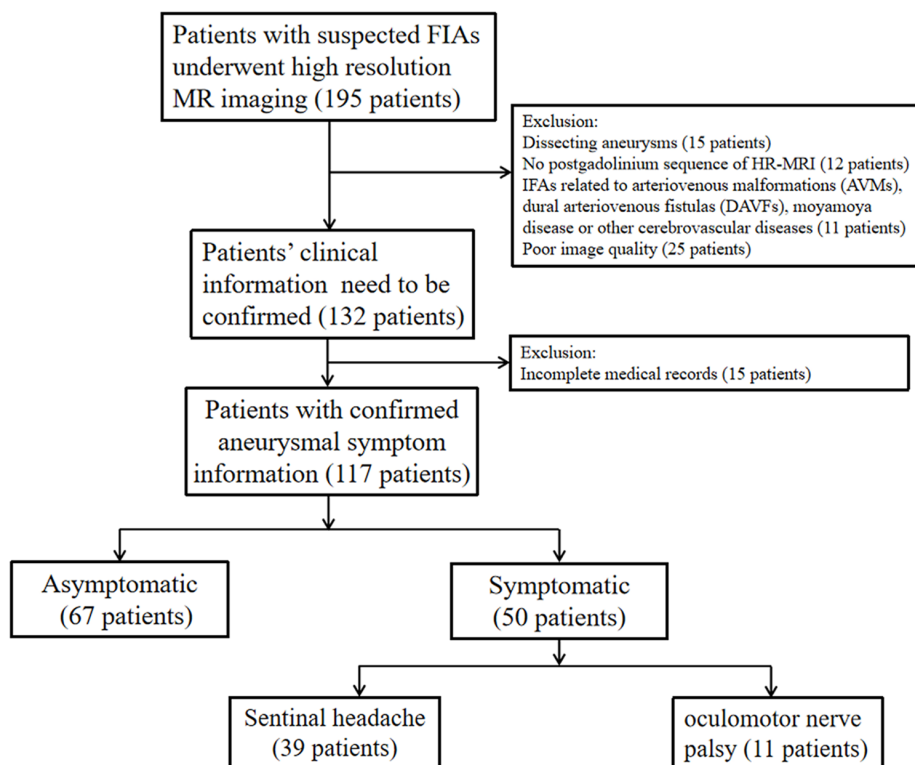 Patients with suspected FIAs
underwent high resolution
MR imaging (195 patients)
Exclusion:
Dissecting aneurysms (15 patients)
No postgadolinium sequence of HR-MRI (12 patients)
IFAs related to arteriovenous malformations (AVMs),
dural arteriovenous fistulas (DAVFs), moyamoya
disease or other cerebrovascular diseases (11 patients)
Poor image quality (25 patients)
Patients’ clinical
information need to be
confirmed (132 patients)
Exclusion:
Incomplete medical records (15 patients)
Patients with confirmed
aneurysmal symptom
information (117 patients)
Asymptomatic
(67 patients)
Symptomatic
(50 patients)
Sentinal headache
(39 patients)
oculomotor nerve
palsy (11 patients)